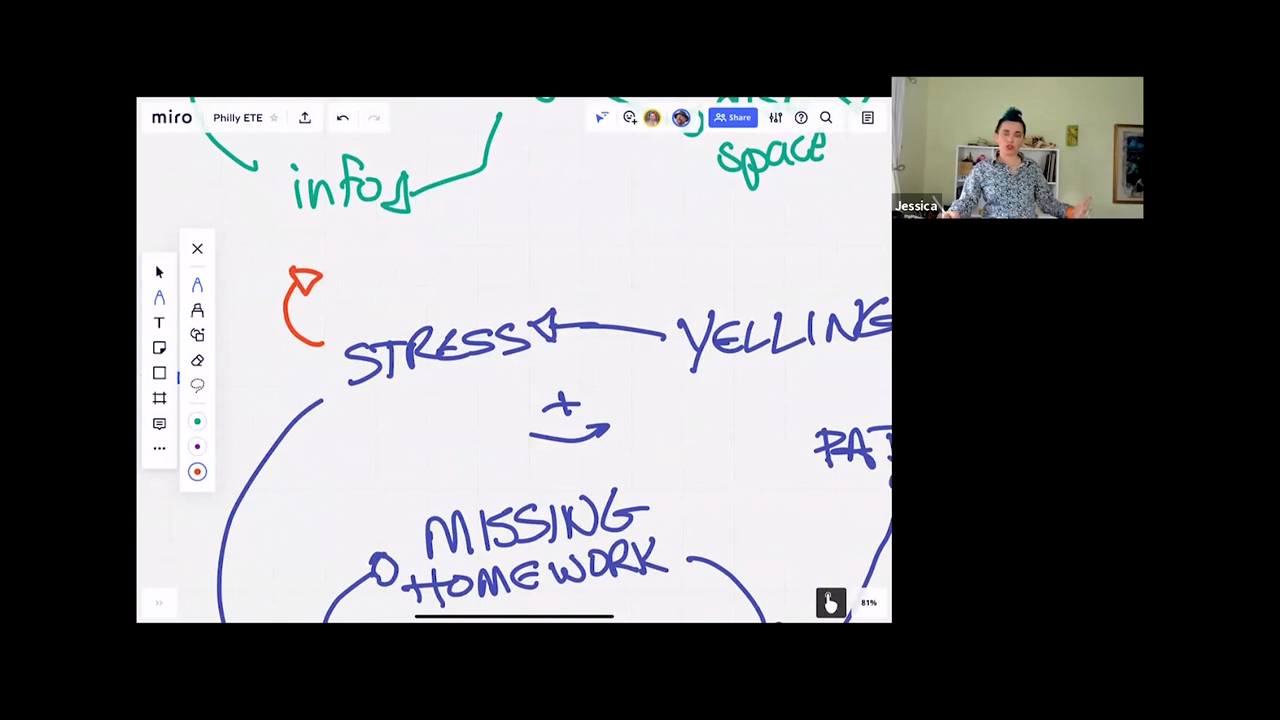 miro
Philly ETE
Share
space
info
Jessica
STRESS
YELLING
+
MISSING
HOMEWORK
T
81%